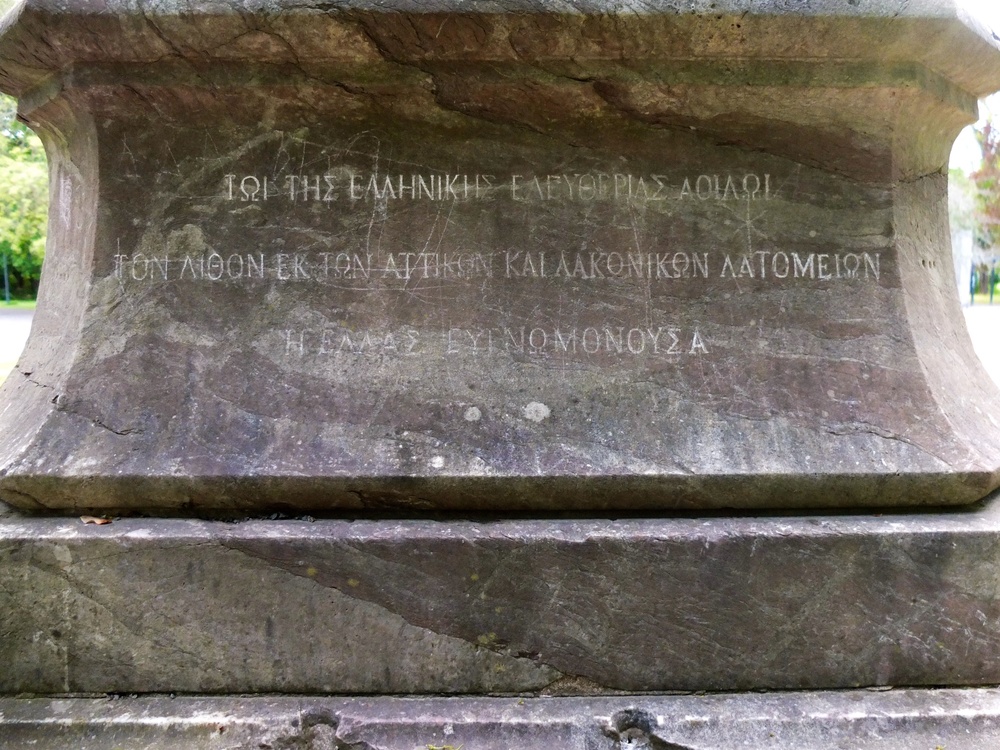 ΤΩΙ ΤΗΣ ΕΛΛΗΝΙΚΗΣ ΕΛΕΥΘΕΡΙΑΣ ΑΟΙΔΩΙ
ΤΟΝ ΛΙΘΟΝ ΕΚ ΤΩΝ ΑΤΤΙΚΩΝ ΚΑΙ ΛΑΚΩΝΙΚΩΝ ΛΑΤΟΜΕΙΩΝ
Η ΕΛΛΑΣ ΕΥΓΝΩΜΟΝΟΥΣΑ